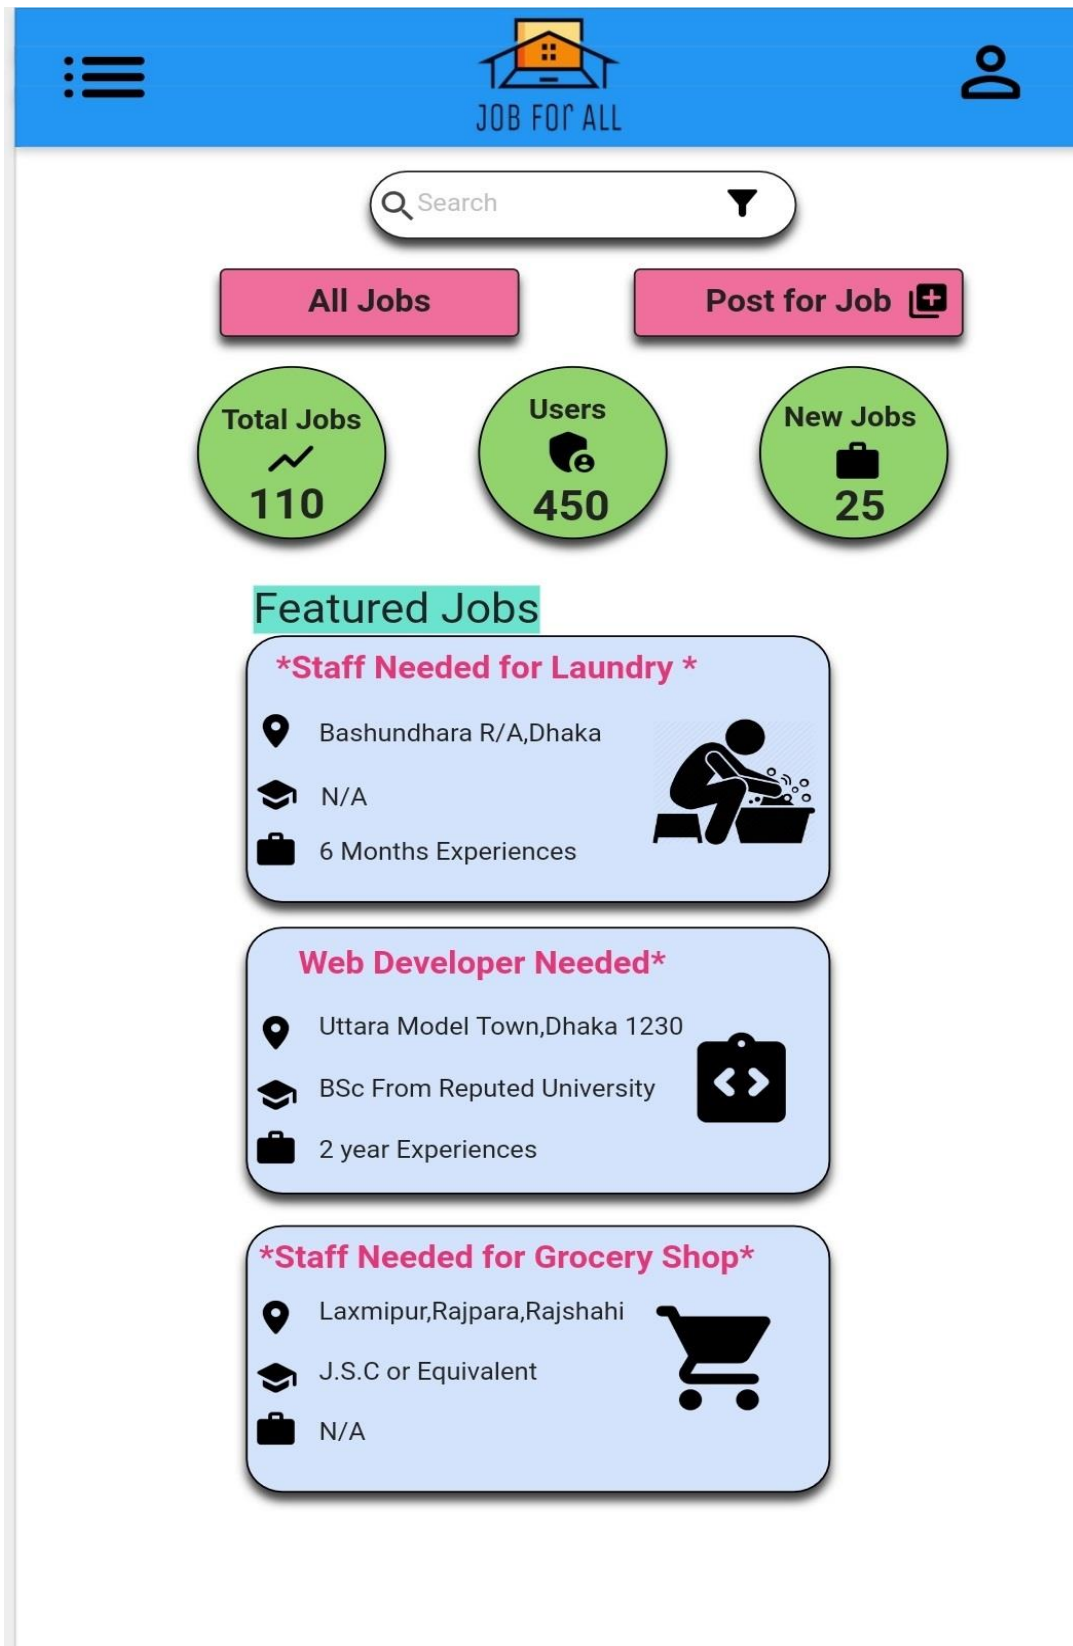 JOB FOR ALL
Search
All Jobs
Post for Job
Total Jobs
110
Users
450
New Jobs
25
Featured Jobs
*Staff Needed for Laundry *
Bashundhara R/A,Dhaka
N/A
6 Months Experiences
Web Developer Needed*
Uttara Model Town,Dhaka 1230
BSc From Reputed University
2 year Experiences
*Staff Needed for Grocery Shop*
Laxmipur,Rajpara,Rajshahi
J.S.C or Equivalent
N/A